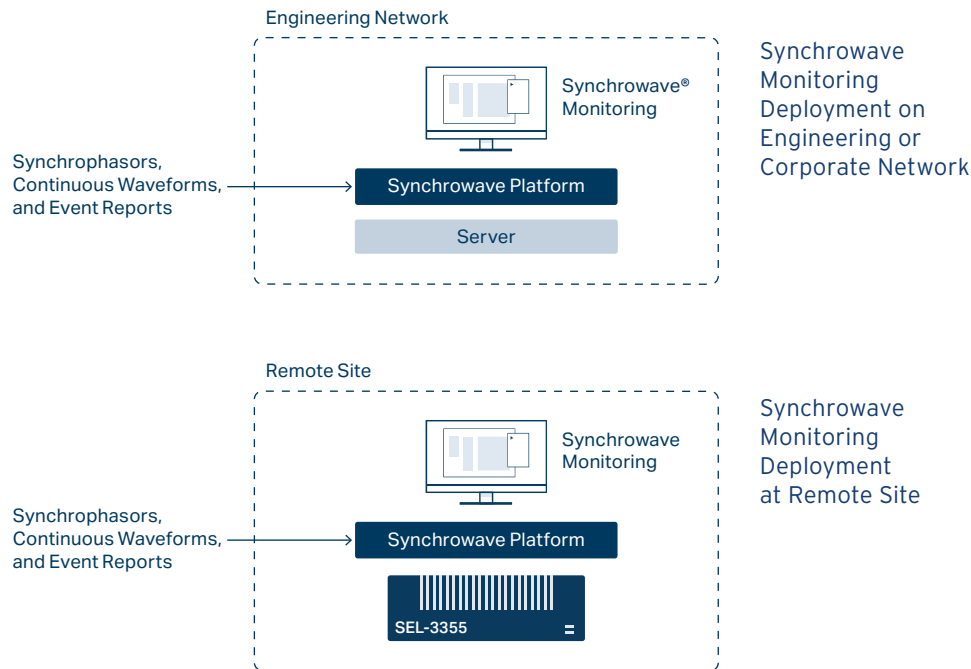 Engineering Network
Synchrowave®
Monitoring
Synchrophasors,
Continuous Waveforms,
and Event Reports
Synchrowave Platform
Server
Synchrowave
Monitoring
Deployment on
Engineering or
Corporate Network
Remote Site
Synchrowave
Monitoring
Synchrophasors,
Continuous Waveforms,
and Event Reports
Synchrowave Platform
SEL-3355
Synchrowave
Monitoring
Deployment
at Remote Site